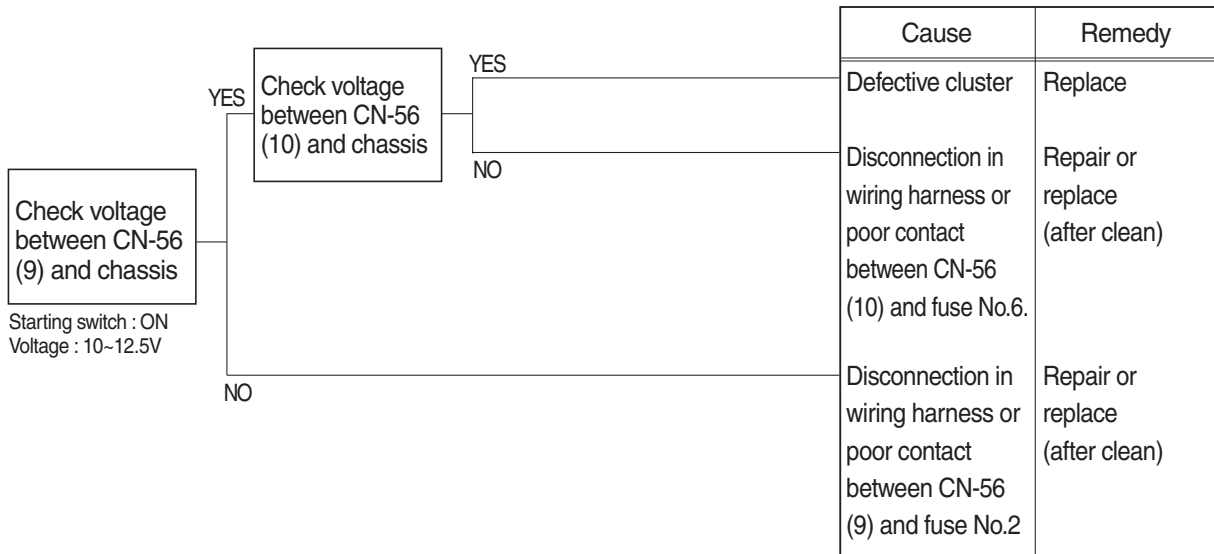 Check voltage
between CN-56
(9) and chassis
Starting switch : ON
Voltage : 10~12.5V
YES
NO
Check voltage
between CN-56
(10) and chassis
YES
NO
Cause
Remedy
Defective cluster
Replace
Disconnection in
wiring harness or
poor contact
between CN-56
(10) and fuse No.6.
Repair or
replace
(after clean)
Disconnection in
wiring harness or
poor contact
between CN-56
(9) and fuse No.2
Repair or
replace
(after clean)